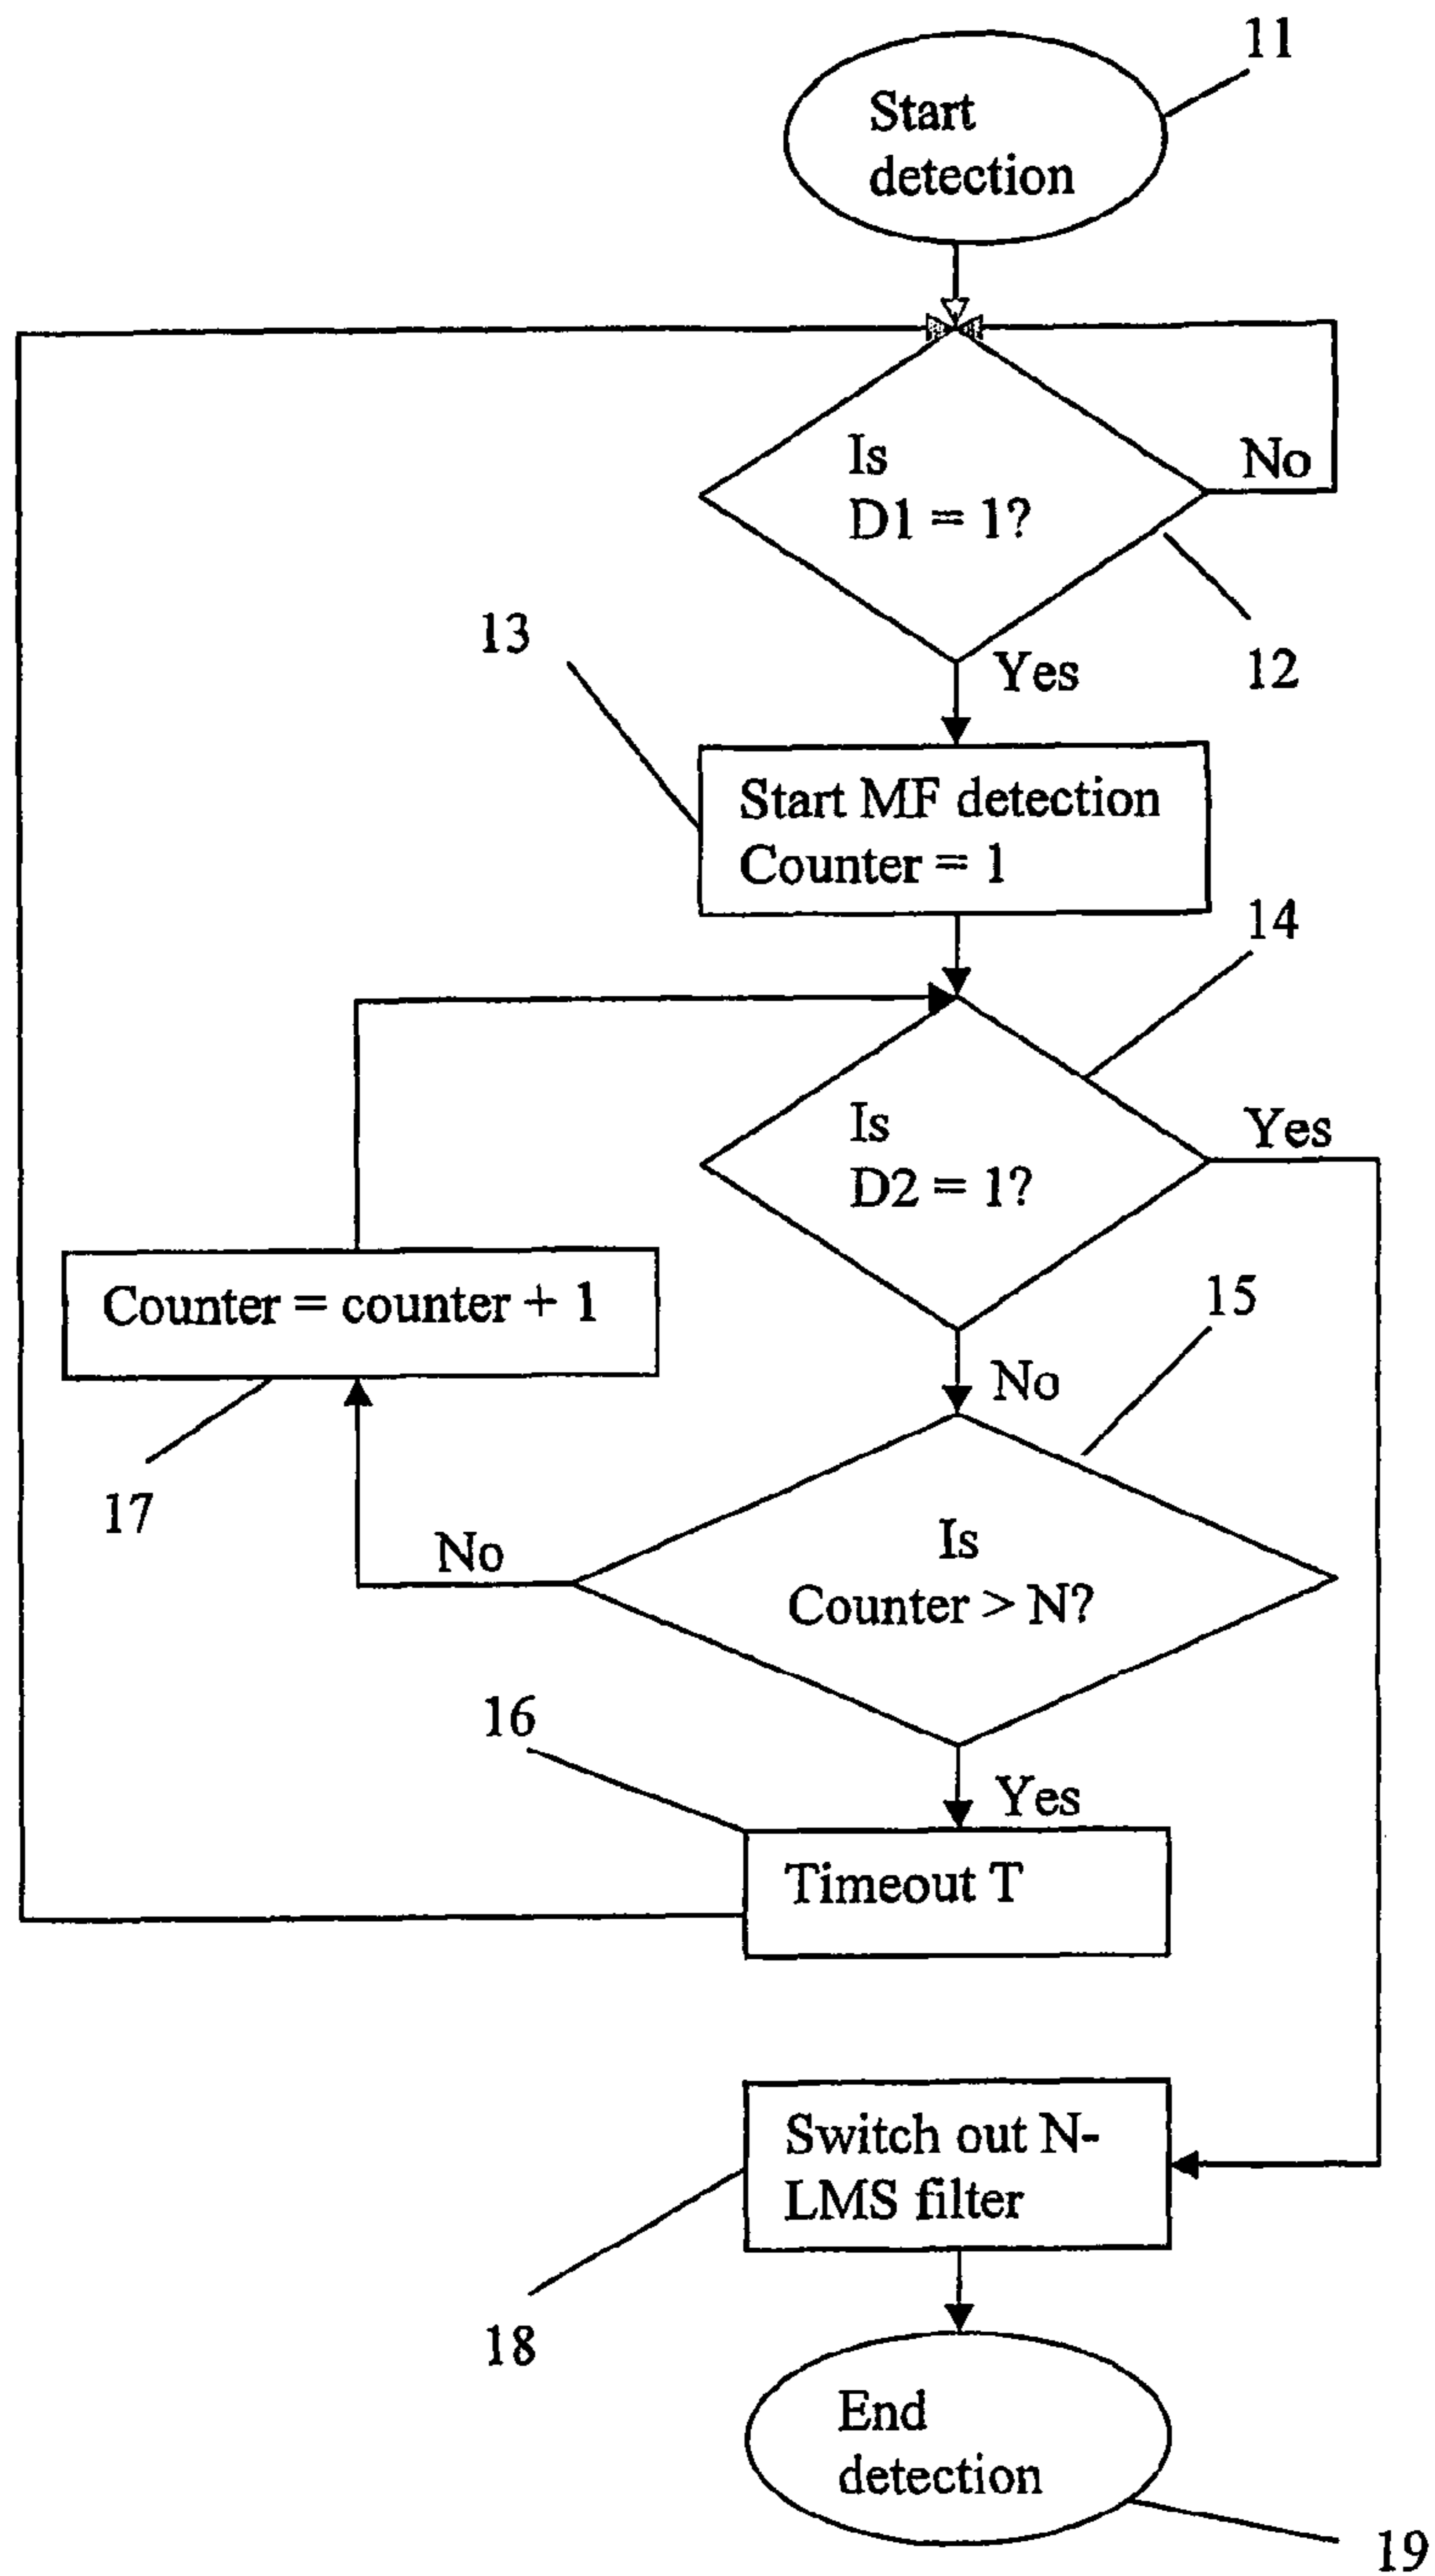 11
Start
detection
Is
D1 = 1?
No
12
Yes
13
Start MF detection
Counter = 1
14
Is
D2 = 1?
Yes
Counter = counter + 1
17
No
15
Is
Counter > N?
No
16
Yes
Timeout T
Switch out N-
LMS filter
18
End
detection
19